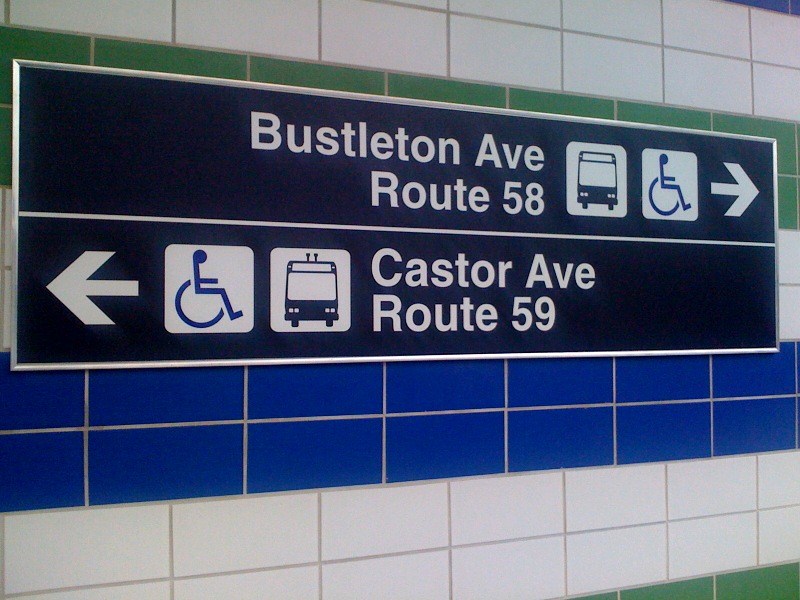 Bustleton Ave
Route 58
Castor Ave
Route 59